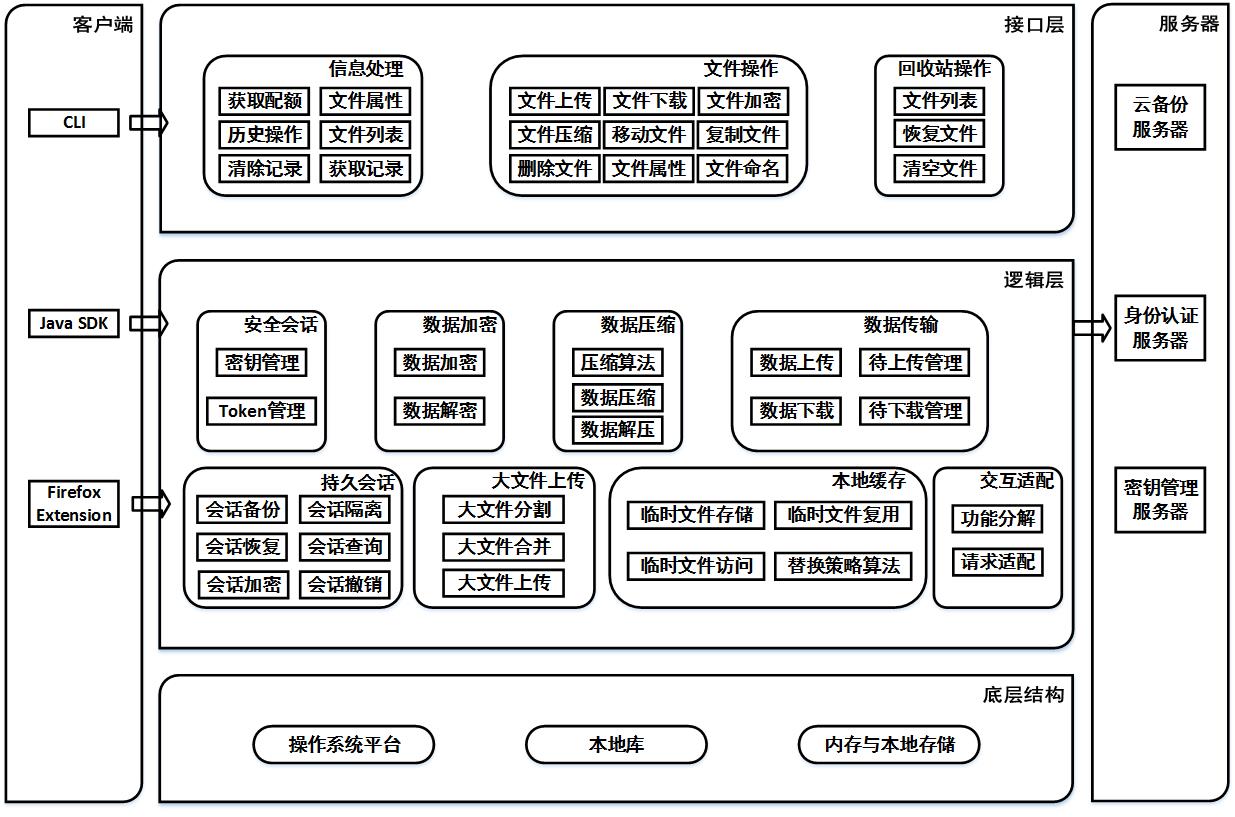 客户端
CLI
Java SDK
Firefox
Extension
接口层
信息处理
获取配额
文件属性
历史操作
文件列表
清除记录
获取记录
文件操作
文件上传
文件下载
文件加密
文件压缩
移动文件
复制文件
删除文件
文件属性
文件命名
回收站操作
文件列表
恢复文件
清空文件
逻辑层
安全会话
密钥管理
Token管理
数据加密
数据加密
数据解密
数据压缩
压缩算法
数据压缩
数据解压
数据传输
数据上传
待上传管理
数据下载
待下载管理
持久会话
会话备份
会话隔离
会话恢复
会话查询
会话加密
会话撤销
大文件上传
大文件分割
大文件合并
大文件上传
本地缓存
临时文件存储
临时文件复用
临时文件访问
替换策略算法
交互适配
功能分解
请求适配
底层结构
操作系统平台
本地库
内存与本地存储
服务器
云备份
服务器
身份认证
服务器
密钥管理
服务器